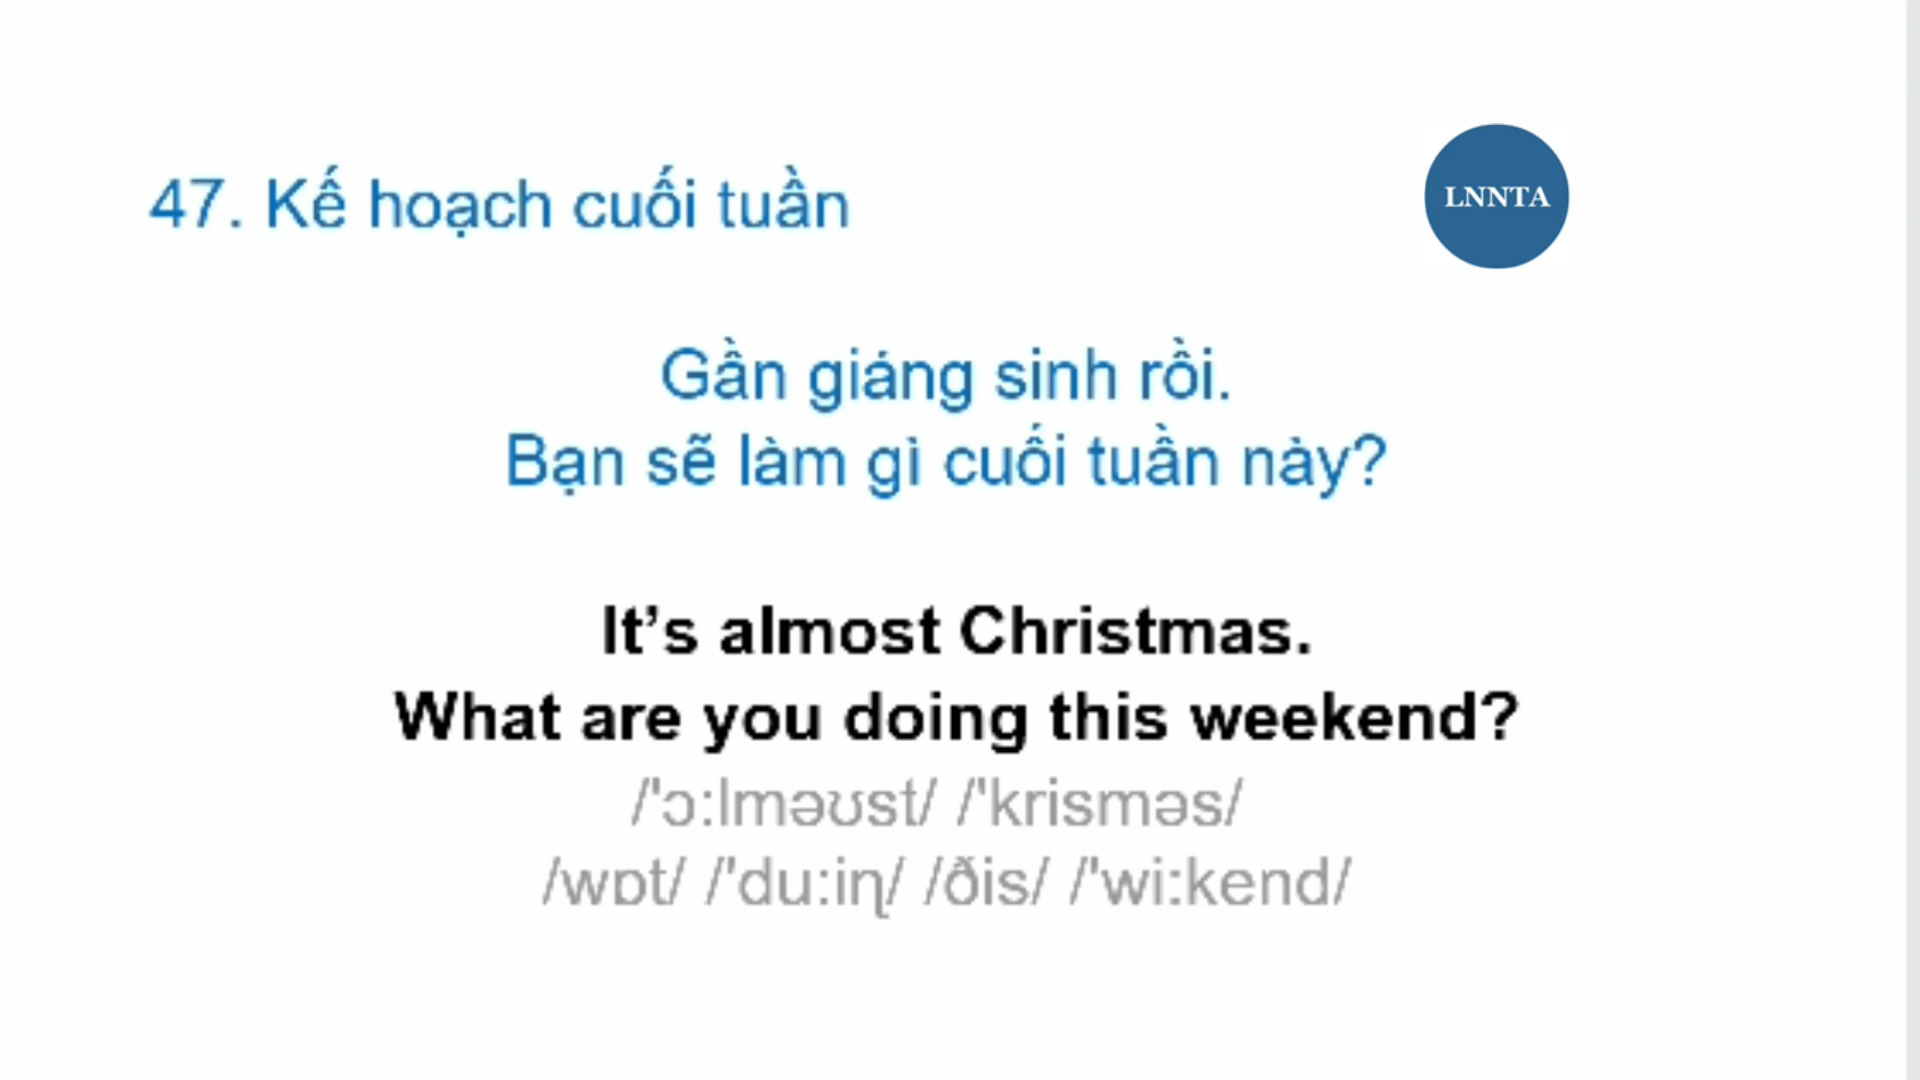 47. Kế hoạch cuối tuần
LNNTA
Gần giáng sinh rồi.
Bạn sẽ làm gì cuối tuần này?
It’s almost Christmas.
What are you doing this weekend?
/'ɔ:lməʊst/ /'krisməs/
/wɒt/ /'du:iɳ/ /ðis/ /'wi:kend/